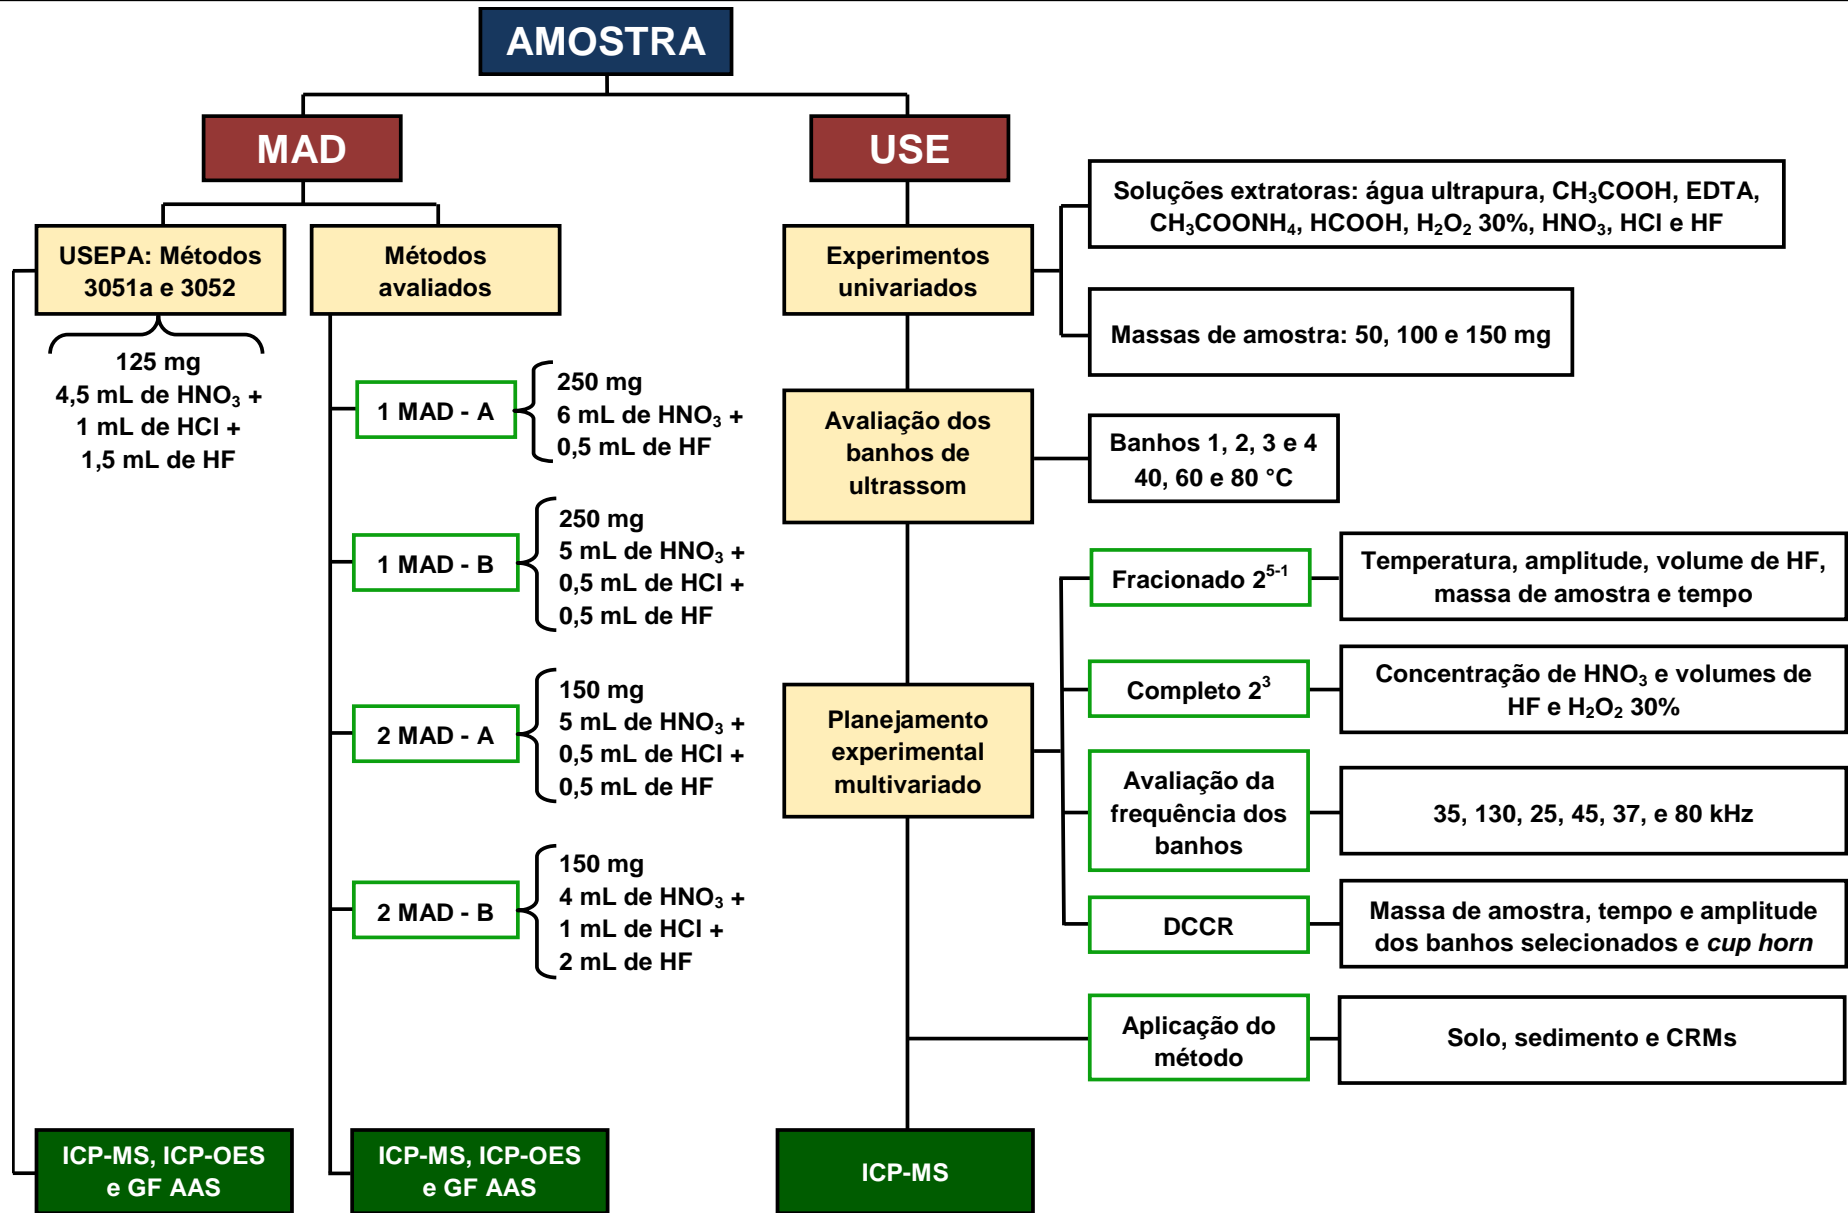 AMOSTRA
MAD
USEPA: Métodos
3051a e 3052
125 mg
4,5 mL de HNO₃ +
1 mL de HCl +
1,5 mL de HF
Métodos
avaliados
1 MAD - A
250 mg
6 mL de HNO₃ +
0,5 mL de HF
1 MAD - B
250 mg
5 mL de HNO₃ +
0,5 mL de HCl +
0,5 mL de HF
2 MAD - A
150 mg
5 mL de HNO₃ +
0,5 mL de HCl +
0,5 mL de HF
2 MAD - B
150 mg
4 mL de HNO₃ +
1 mL de HCl +
2 mL de HF
ICP-MS, ICP-OES
e GF AAS
ICP-MS, ICP-OES
e GF AAS
USE
Experimentos
univariados
Soluções extratoras: água ultrapura, CH₃COOH, EDTA,
CH₃COONH₄, HCOOH, H₂O₂ 30%, HNO₃, HCl e HF
Massas de amostra: 50, 100 e 150 mg
Avaliação dos
banhos de
ultrassom
Banhos 1, 2, 3 e 4
40, 60 e 80 °C
Planejamento
experimental
multivariado
Fracionado 2⁵⁻¹
Temperatura, amplitude, volume de HF,
massa de amostra e tempo
Completo 2³
Concentração de HNO₃ e volumes de
HF e H₂O₂ 30%
Avaliação da
frequência dos
banhos
35, 130, 25, 45, 37, e 80 kHz
DCCR
Massa de amostra, tempo e amplitude
dos banhos selecionados e cup horn
Aplicação do
método
Solo, sedimento e CRMs
ICP-MS